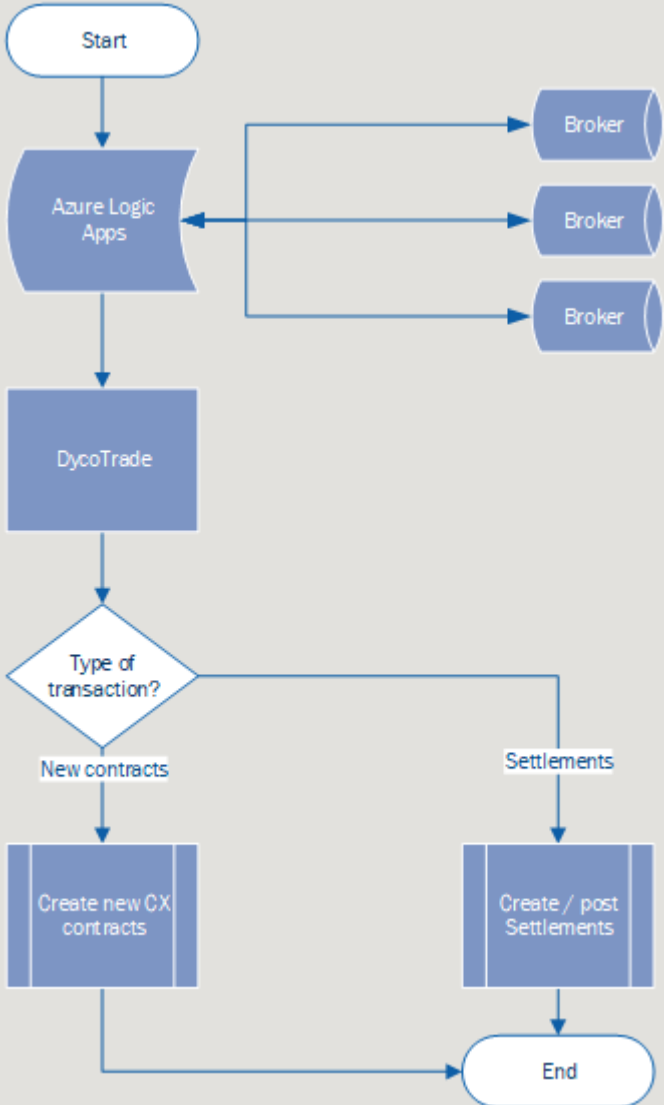 Start
Broker
Azure Logic
Apps
Broker
Broker
DycoTrade
Type of
transaction?
New contracts
Settlements
Create new CX
contracts
Create / post
Settlements
End